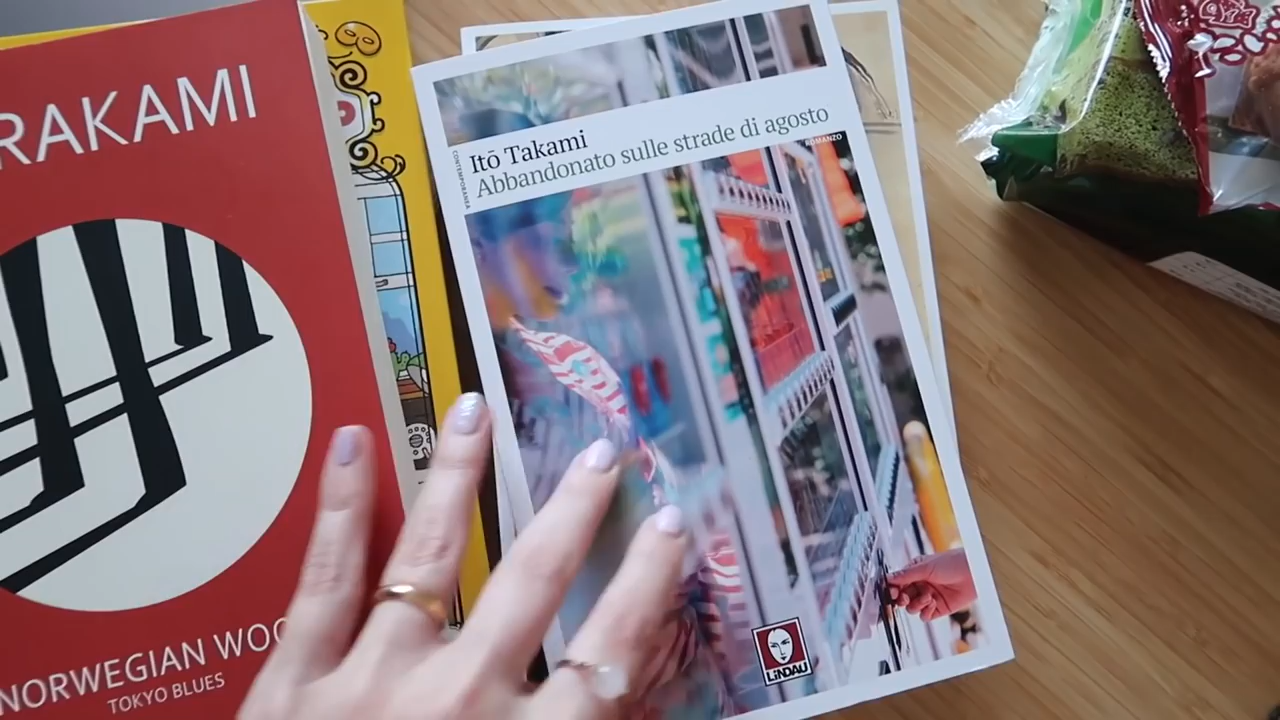 RAKAMI
NORWEGIAN WOO
TOKYO BLUES
Itō Takami
Abbandonato sulle strade di agosto
CONTEMPORANEA
ROMANZO
LiNDAU